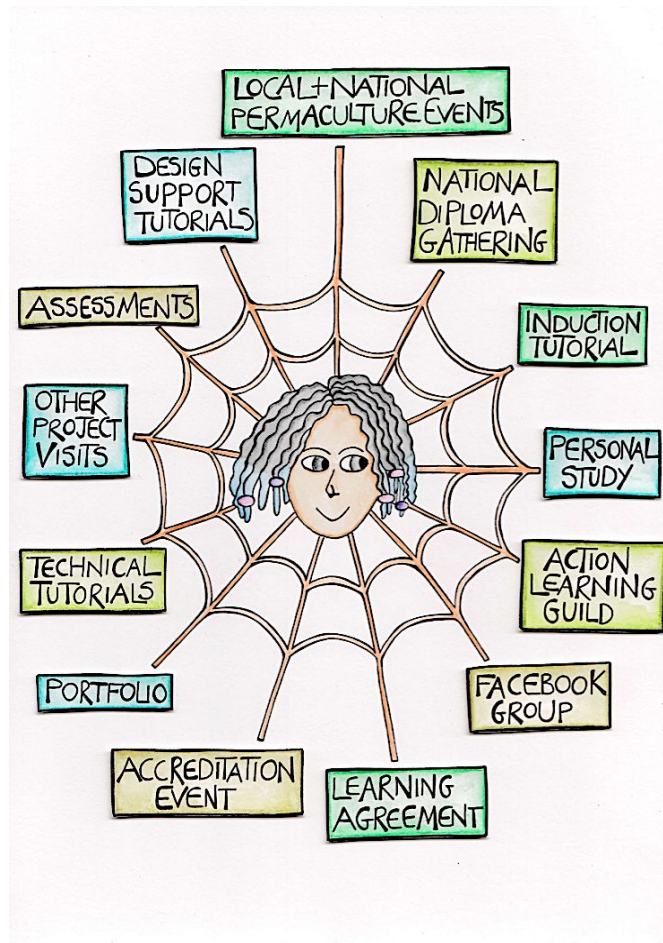 LOCAL+NATIONAL
PERMACULTURE EVENTS
DESIGN
SUPPORT
TUTORIALS
NATIONAL
DIPLOMA
GATHERING
ASSESSMENTS
INDUCTION
TUTORIAL
OTHER
PROJECT
VISITS
PERSONAL
STUDY
TECHNICAL
TUTORIALS
ACTION
LEARNING
GUILD
PORTFOLIO
FACEBOOK
GROUP
ACCREDITATION
EVENT
LEARNING
AGREEMENT